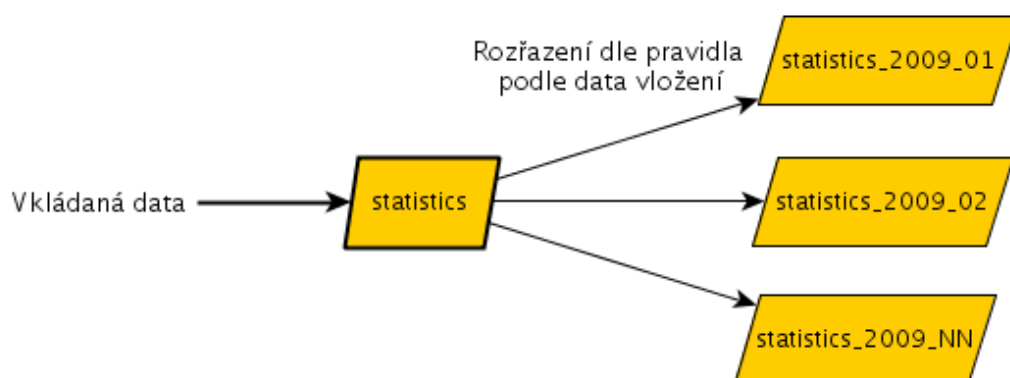 Rozřazení dle pravidla
podle data vložení
statistics_2009_01
Vkládaná data
statistics
statistics_2009_02
statistics_2009_NN